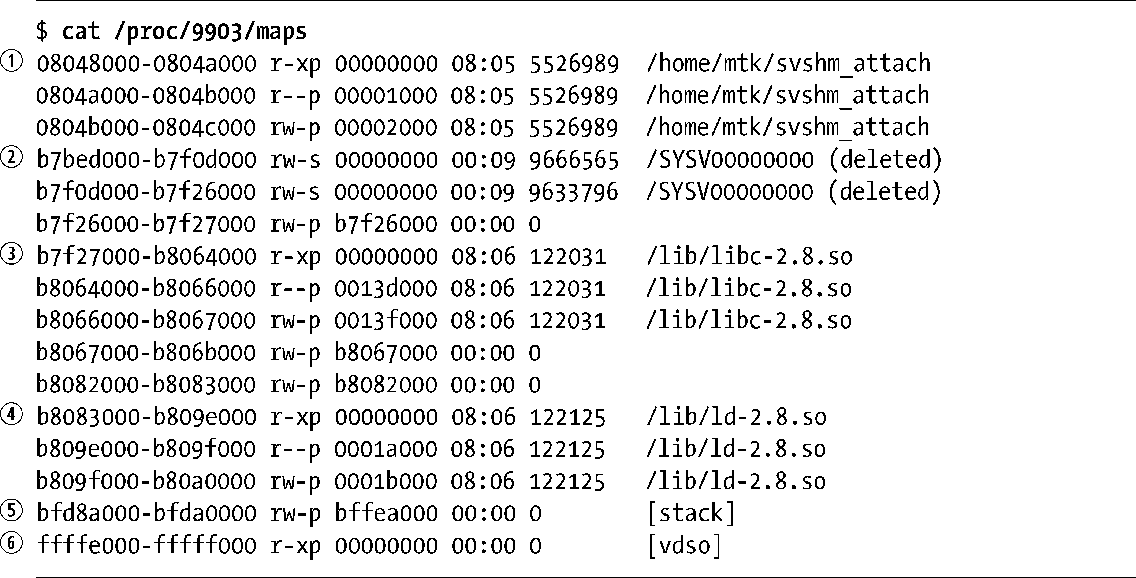 $ cat /proc/9903/maps
① 08048000-0804a000 r-xp 00000000 08:05 5526989 /home/mtk/svshm_attach
0804a000-0804b000 r--p 00001000 08:05 5526989 /home/mtk/svshm_attach
0804b000-0804c000 rw-p 00002000 08:05 5526989 /home/mtk/svshm_attach
② b7bed000-b7f0d000 rw-s 00000000 00:09 9666565 /SYSV00000000 (deleted)
b7f0d000-b7f26000 rw-s 00000000 00:09 9633796 /SYSV00000000 (deleted)
b7f26000-b7f27000 rw-p b7f26000 00:00 0
③ b7f27000-b8064000 r-xp 00000000 08:06 122031 /lib/libc-2.8.so
b8064000-b8066000 r--p 0013d000 08:06 122031 /lib/libc-2.8.so
b8066000-b8067000 rw-p 0013f000 08:06 122031 /lib/libc-2.8.so
b8067000-b806b000 rw-p b8067000 00:00 0
b8082000-b8083000 rw-p b8082000 00:00 0
④ b8083000-b809e000 r-xp 00000000 08:06 122125 /lib/ld-2.8.so
b809e000-b809f000 r--p 0001a000 08:06 122125 /lib/ld-2.8.so
b809f000-b80a0000 rw-p 0001b000 08:06 122125 /lib/ld-2.8.so
⑤ bfd8a000-bfda0000 rw-p bffea000 00:00 0 [stack]
⑥ ffffe000-fffff000 r-xp 00000000 00:00 0 [vdso]